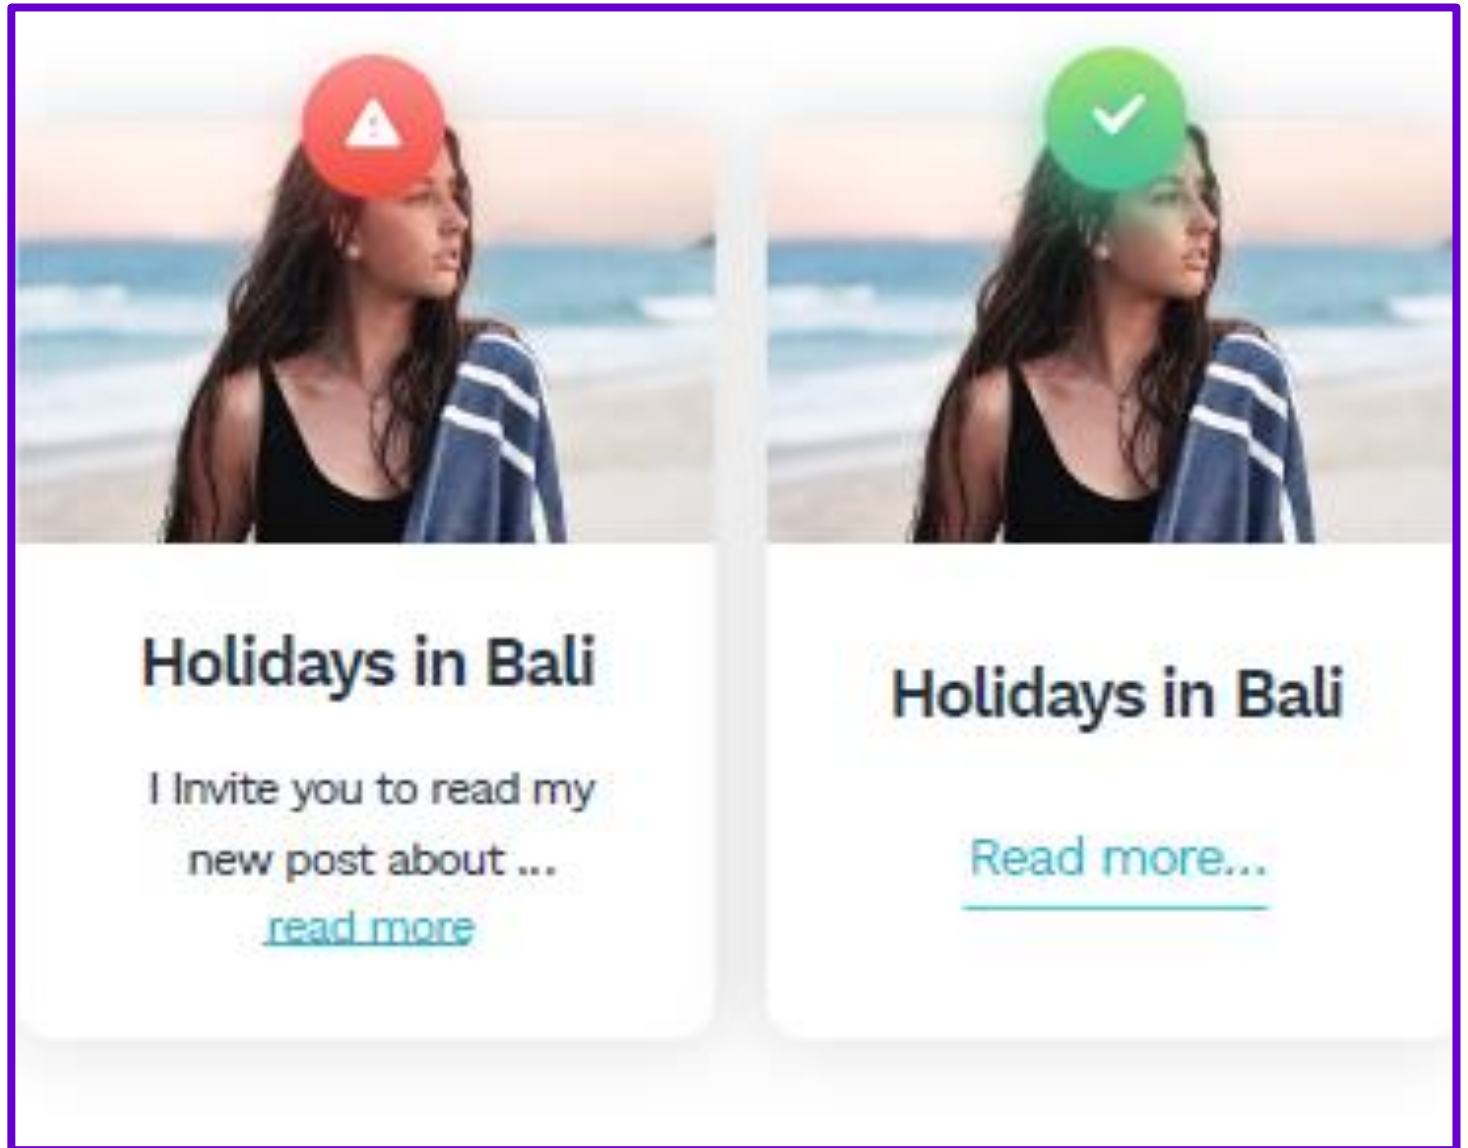 Holidays in Bali
I Invite you to read my
new post about ...
read more
Holidays in Bali
Read more...